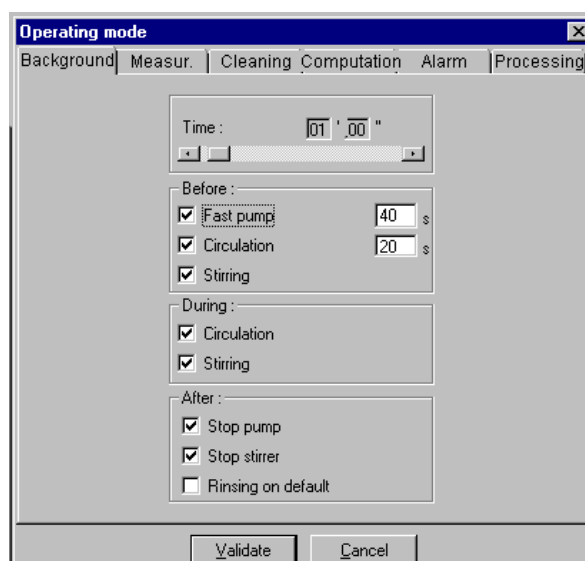 Operating mode
Background Measur. Cleaning Computation Alarm Processing
Time : 01 ' 00 "
Before :
Fast pump 40 s
Circulation 20 s
Stirring
During :
Circulation
Stirring
After :
Stop pump
Stop stirrer
Rinsing on default
Validate Cancel